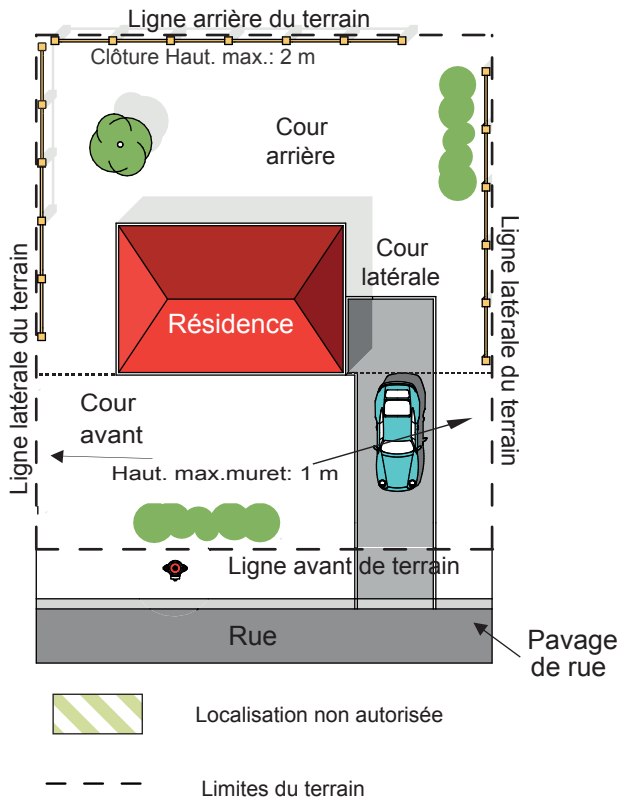 Ligne arrière du terrain
Clôture Haut. max.: 2 m
Cour
arrière
Cour
latérale
Ligne latérale du terrain
Ligne latérale du terrain
Résidence
Cour
avant
Haut. max.muret: 1 m
Ligne avant de terrain
Rue
Pavage
de rue
Localisation non autorisée
Limites du terrain